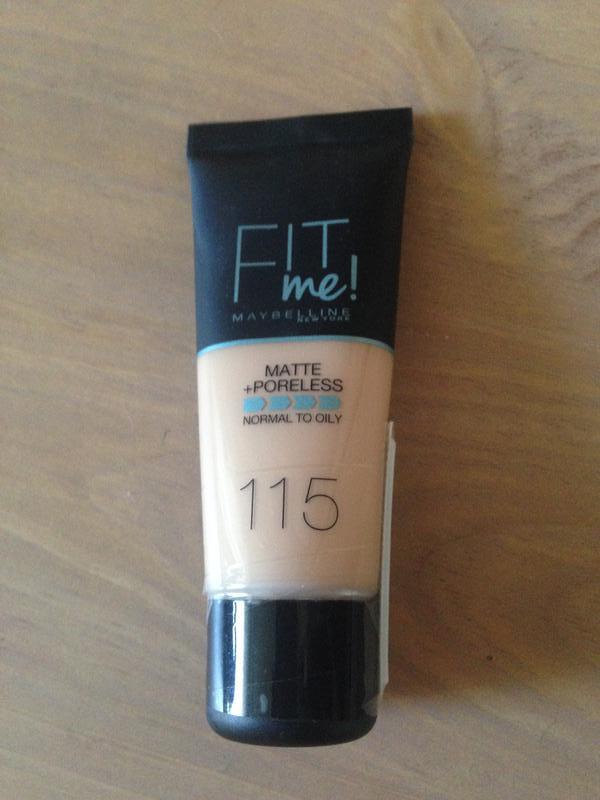 FIT
me!
MAYBELLINE
NEW YORK
MATTE
+PORELESS
NORMAL TO OILY
115